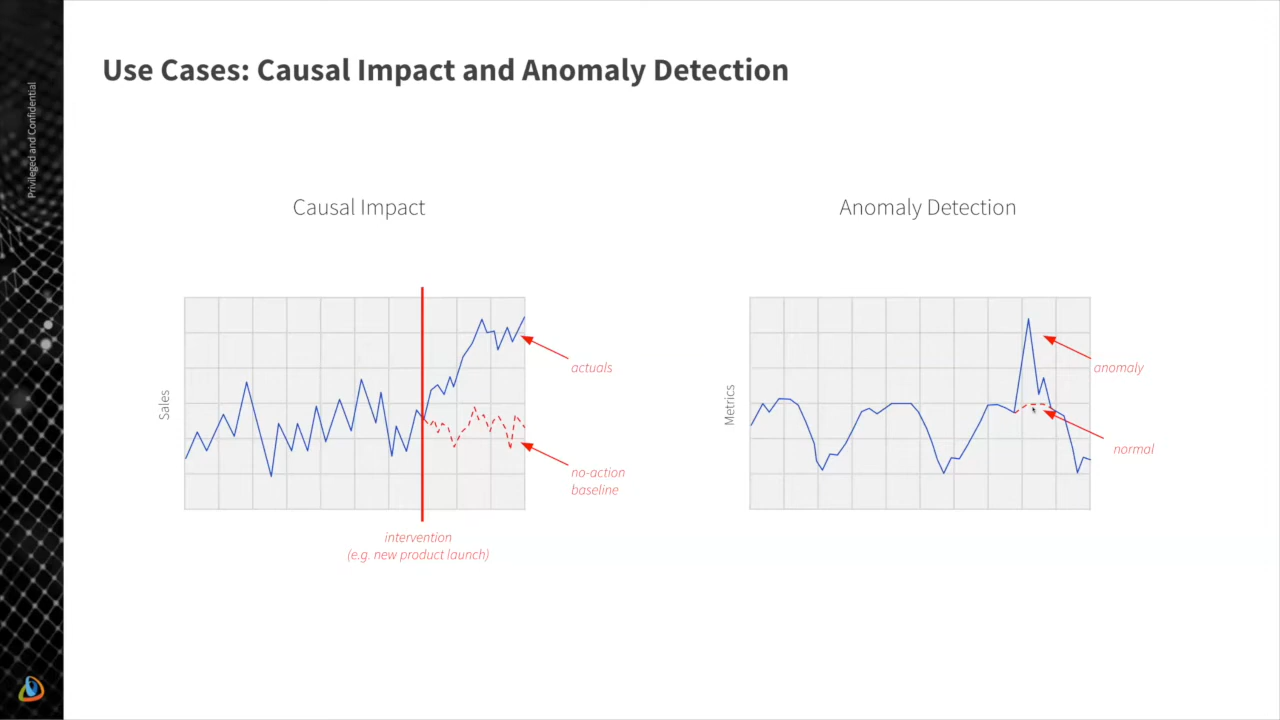 Privileged and Confidential
Use Cases: Causal Impact and Anomaly Detection
Causal Impact
Sales
actuals
no-action
baseline
intervention
(e.g. new product launch)
Anomaly Detection
Metrics
anomaly
normal